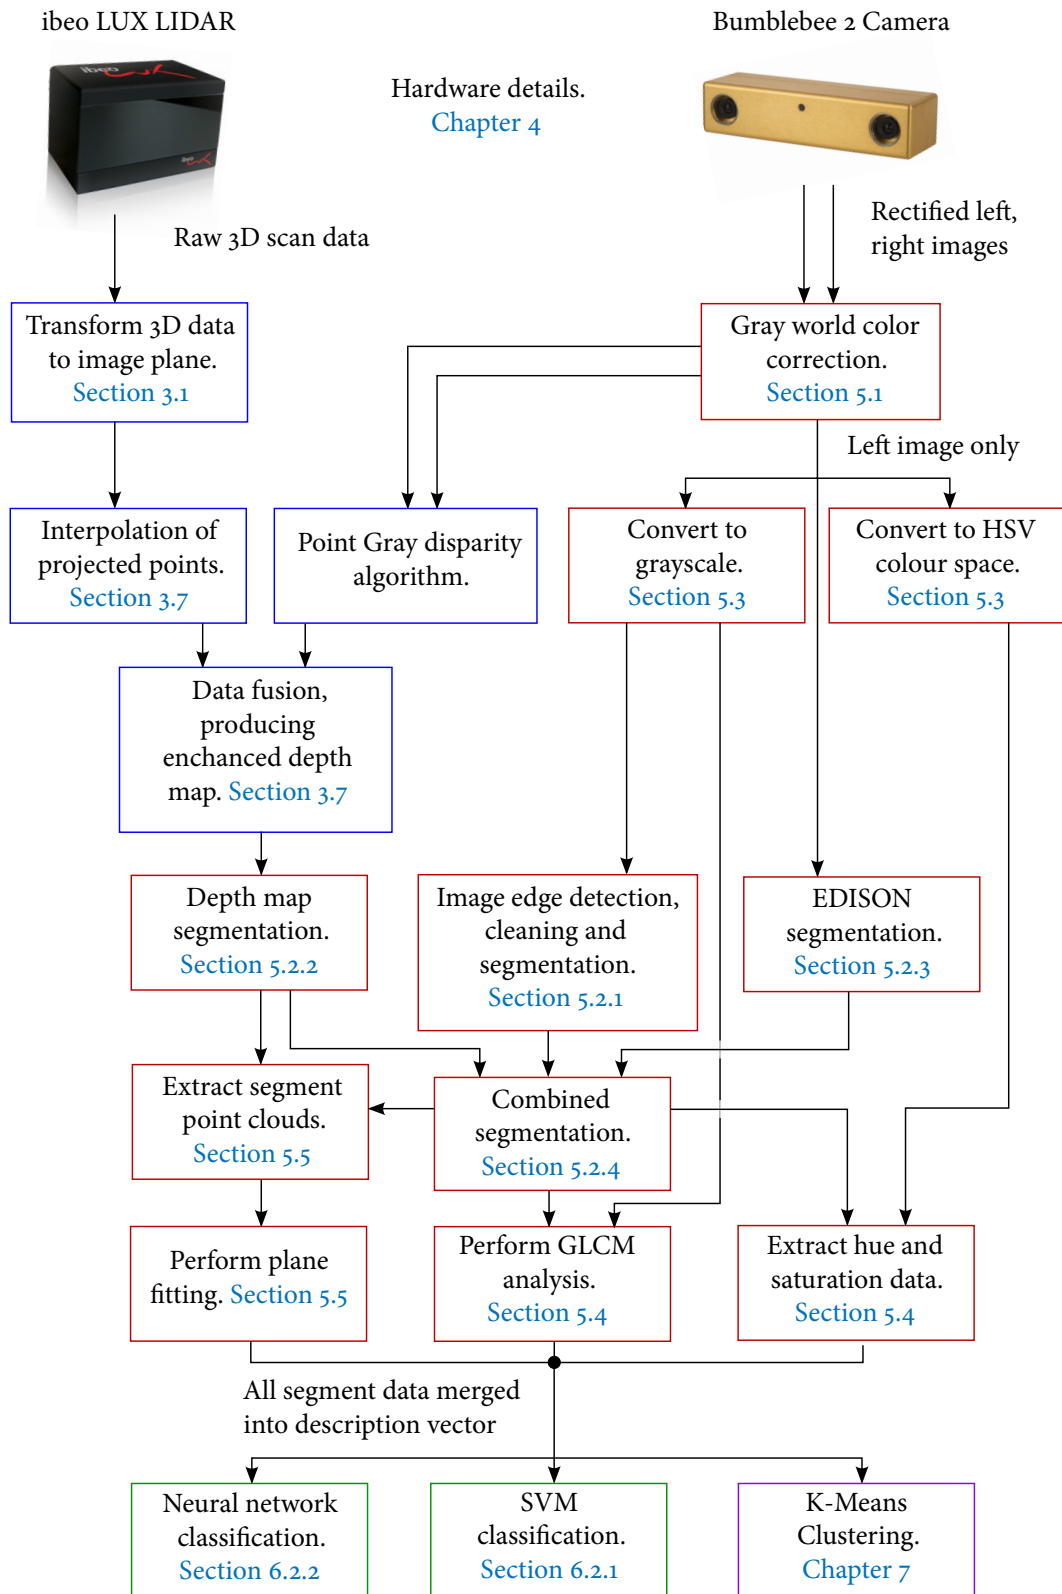 ibeo LUX LIDAR
Bumblebee 2 Camera
ibeo
ibeo
Hardware details.
Chapter 4
Raw 3D scan data
Rectified left,
right images
Transform 3D data
to image plane.
Section 3.1
Gray world color
correction.
Section 5.1
Left image only
Interpolation of
projected points.
Section 3.7
Point Gray disparity
algorithm.
Convert to
grayscale.
Section 5.3
Convert to HSV
colour space.
Section 5.3
Data fusion,
producing
enchanced depth
map. Section 3.7
Depth map
segmentation.
Section 5.2.2
Image edge detection,
cleaning and
segmentation.
Section 5.2.1
EDISON
segmentation.
Section 5.2.3
Extract segment
point clouds.
Section 5.5
Combined
segmentation.
Section 5.2.4
Perform plane
fitting. Section 5.5
Perform GLCM
analysis.
Section 5.4
Extract hue and
saturation data.
Section 5.4
All segment data merged
into description vector
Neural network
classification.
Section 6.2.2
SVM
classification.
Section 6.2.1
K-Means
Clustering.
Chapter 7